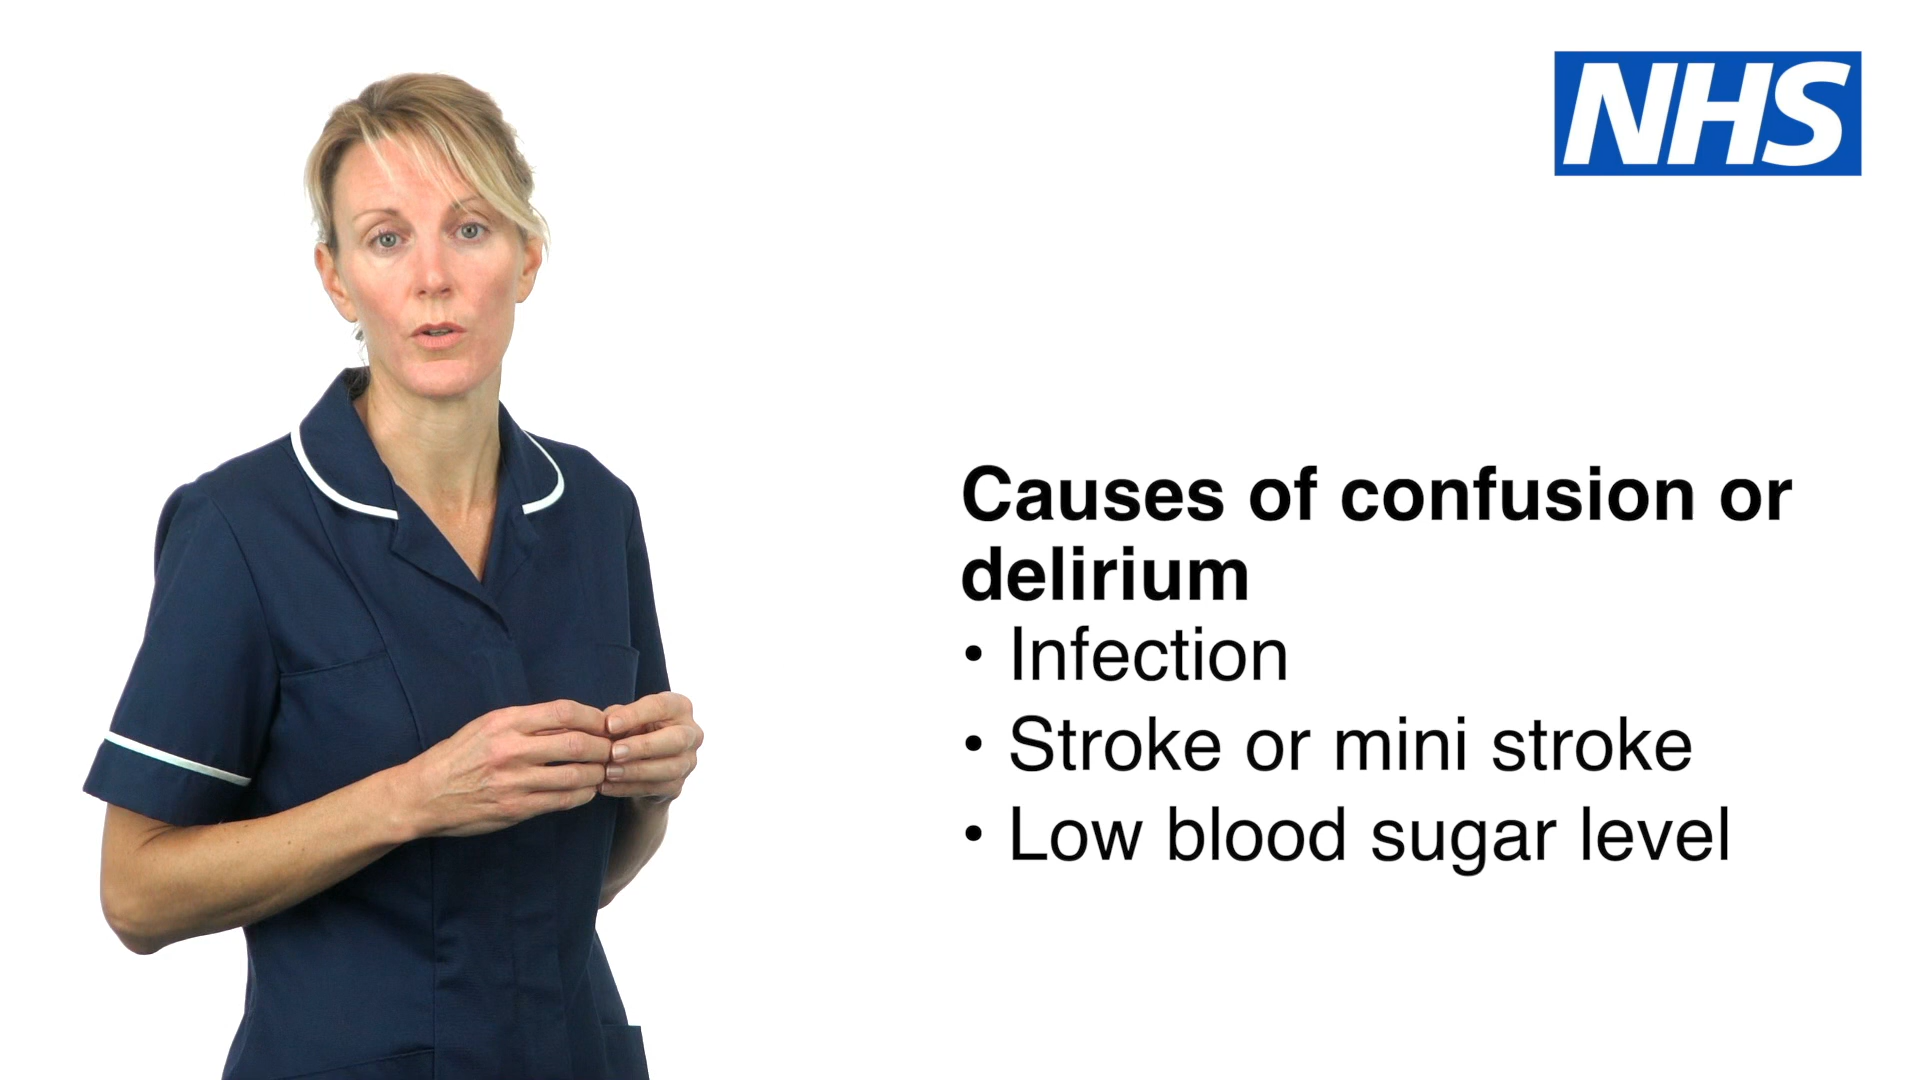 NHS
Causes of confusion or
delirium
• Infection
• Stroke or mini stroke
• Low blood sugar level